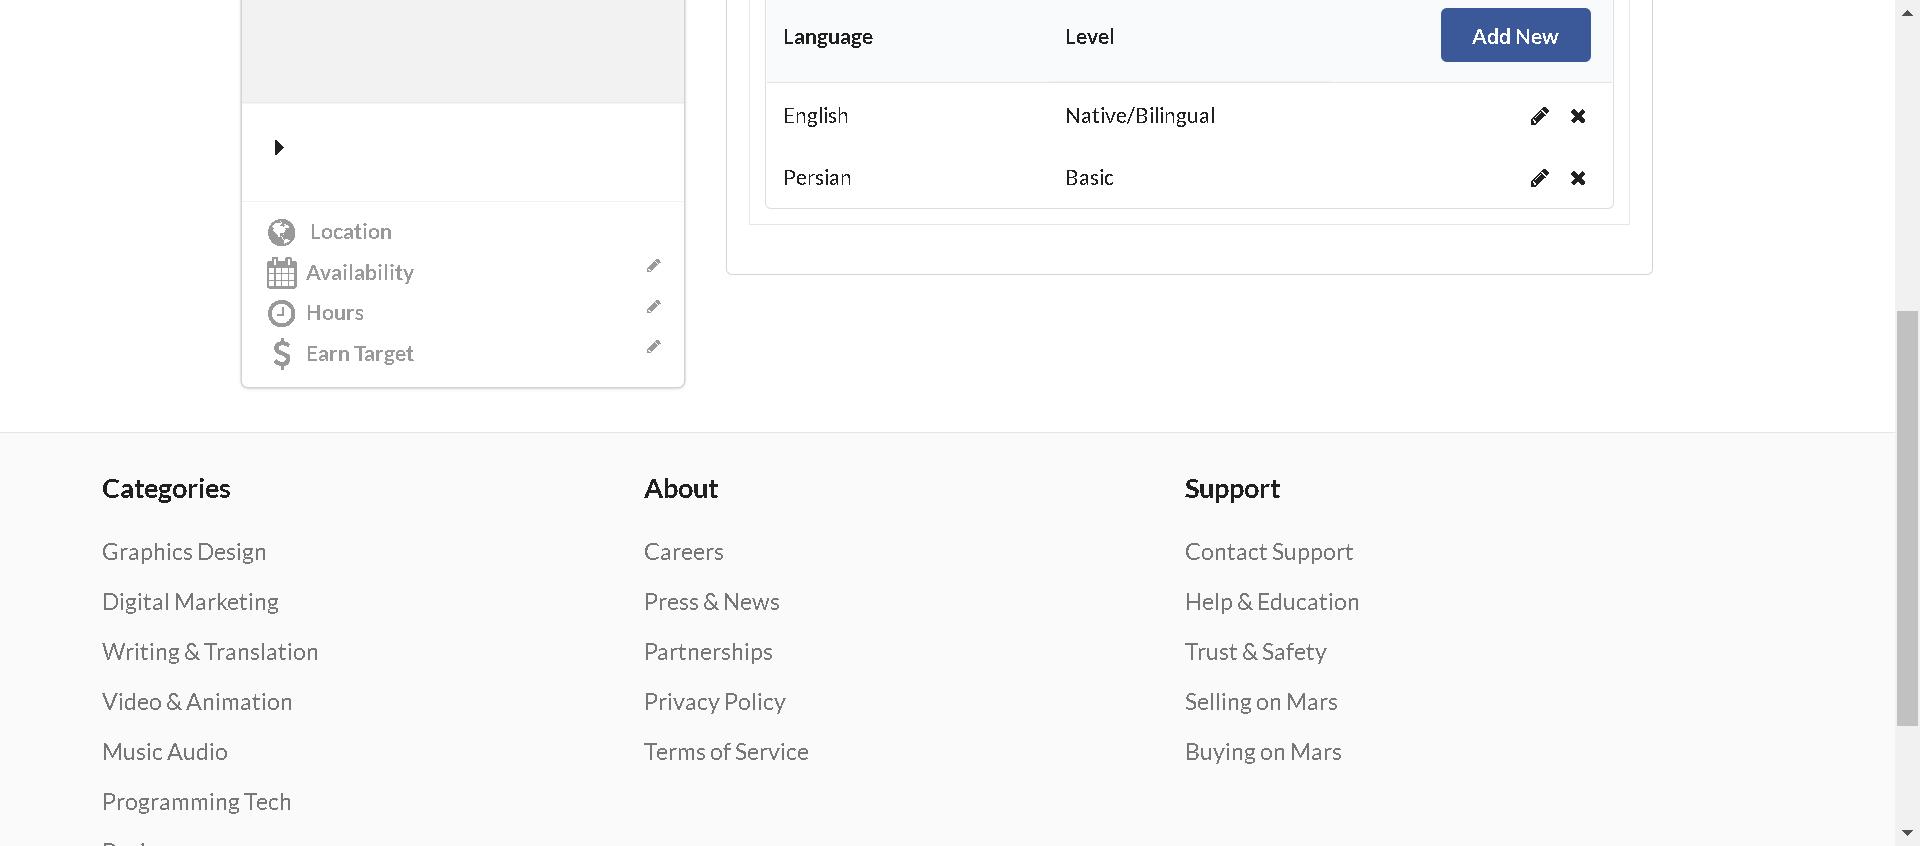 Language Level Add New
English Native/Bilingual
Persian Basic
Location
Availability
Hours
Earn Target
Categories
Graphics Design
Digital Marketing
Writing & Translation
Video & Animation
Music Audio
Programming Tech
About
Careers
Press & News
Partnerships
Privacy Policy
Terms of Service
Support
Contact Support
Help & Education
Trust & Safety
Selling on Mars
Buying on Mars